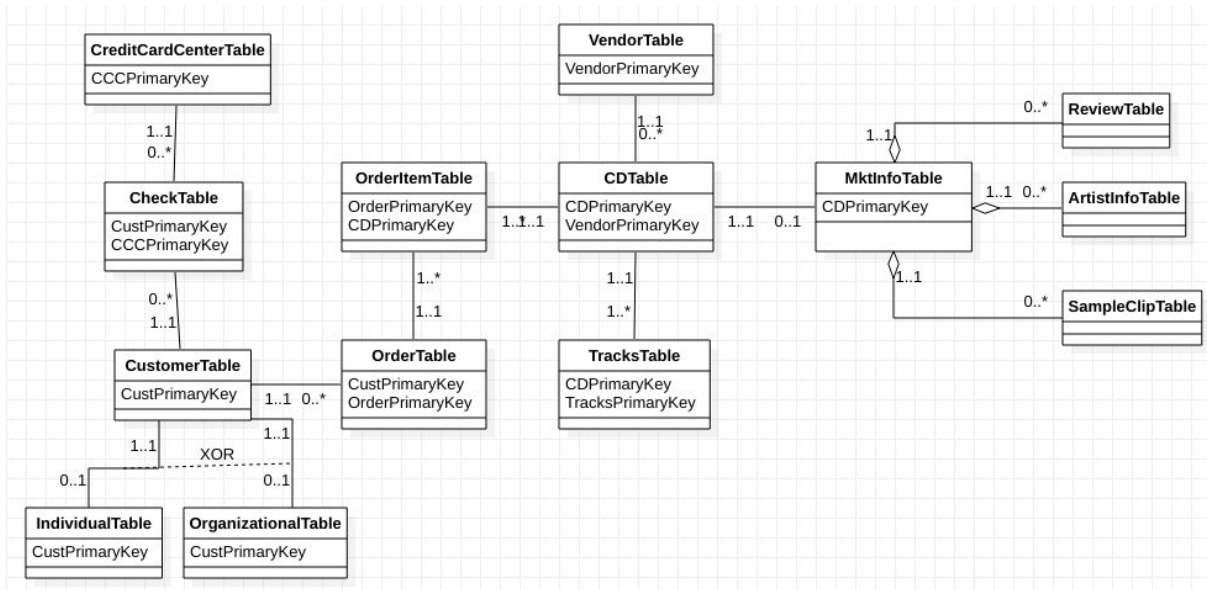 CreditCardCenterTable
CCCPrimaryKey
1..1
0..*
CheckTable
CustPrimaryKey
CCCPrimaryKey
0..*
1..1
CustomerTable
CustPrimaryKey
1..1
1..1
XOR
0..1
0..1
IndividualTable
CustPrimaryKey
OrganizationalTable
CustPrimaryKey
1..1
0..*
OrderTable
CustPrimaryKey
OrderPrimaryKey
1..*
1..1
OrderItemTable
OrderPrimaryKey
CDPrimaryKey
1..1
VendorTable
VendorPrimaryKey
1..1
0..*
CDTable
CDPrimaryKey
VendorPrimaryKey
1..1
1..*
TracksTable
CDPrimaryKey
TracksPrimaryKey
1..1
0..1
MktInfoTable
CDPrimaryKey
1..1
0..*
ReviewTable
1..1
0..*
ArtistInfoTable
1..1
0..*
SampleClipTable